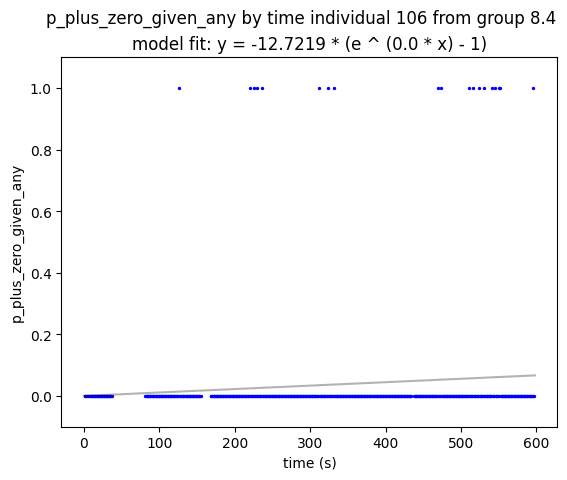 p_plus_zero_given_any by time individual 106 from group 8.4
model fit: y = -12.7219 * (e ^ (0.0 * x) - 1)
p_plus_zero_given_any
1.0
0.8
0.6
0.4
0.2
0.0
0 100 200 300 400 500 600
time (s)